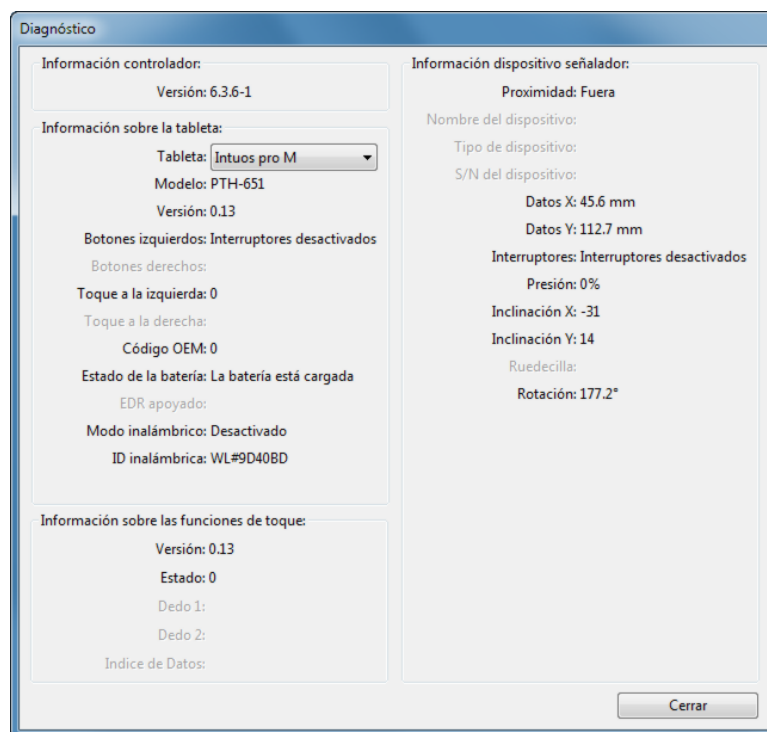 Diagnóstico
Información controlador:
Versión: 6.3.6-1
Información sobre la tableta:
Tableta: Intuos pro M
Modelo: PTH-651
Versión: 0.13
Botones izquierdos: Interruptores desactivados
Botones derechos:
Toque a la izquierda: 0
Toque a la derecha:
Código OEM: 0
Estado de la batería: La batería está cargada
EDR apoyado:
Modo inalámbrico: Desactivado
ID inalámbrica: WL#9D40BD
Información sobre las funciones de toque:
Versión: 0.13
Estado: 0
Dedo 1:
Dedo 2:
Indice de Datos:
Información dispositivo señalador:
Proximidad: Fuera
Nombre del dispositivo:
Tipo de dispositivo:
S/N del dispositivo:
Datos X: 45.6 mm
Datos Y: 112.7 mm
Interruptores: Interruptores desactivados
Presión: 0%
Inclinación X: -31
Inclinación Y: 14
Ruedecilla:
Rotación: 177.2°
Cerrar